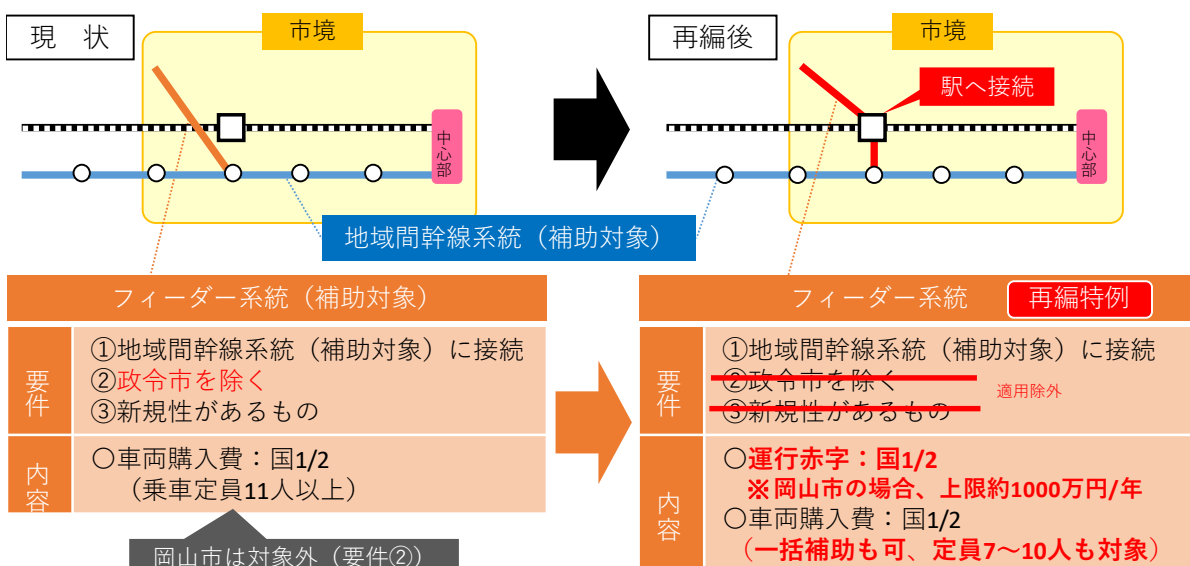 現　状
市境
中心部
再編後
市境
駅へ接続
中心部
地域間幹線系統（補助対象）
フィーダー系統（補助対象）
要件
①地域間幹線系統（補助対象）に接続
②政令市を除く
③新規性があるもの
内容
○車両購入費：国1/2
（乗車定員11人以上）
岡山市は対象外（要件②）
フィーダー系統
再編特例
要件
①地域間幹線系統（補助対象）に接続
②政令市を除く
③新規性があるもの
適用除外
内容
○運行赤字：国1/2
※岡山市の場合、上限約1000万円/年
○車両購入費：国1/2
（一括補助も可、定員7～10人も対象）